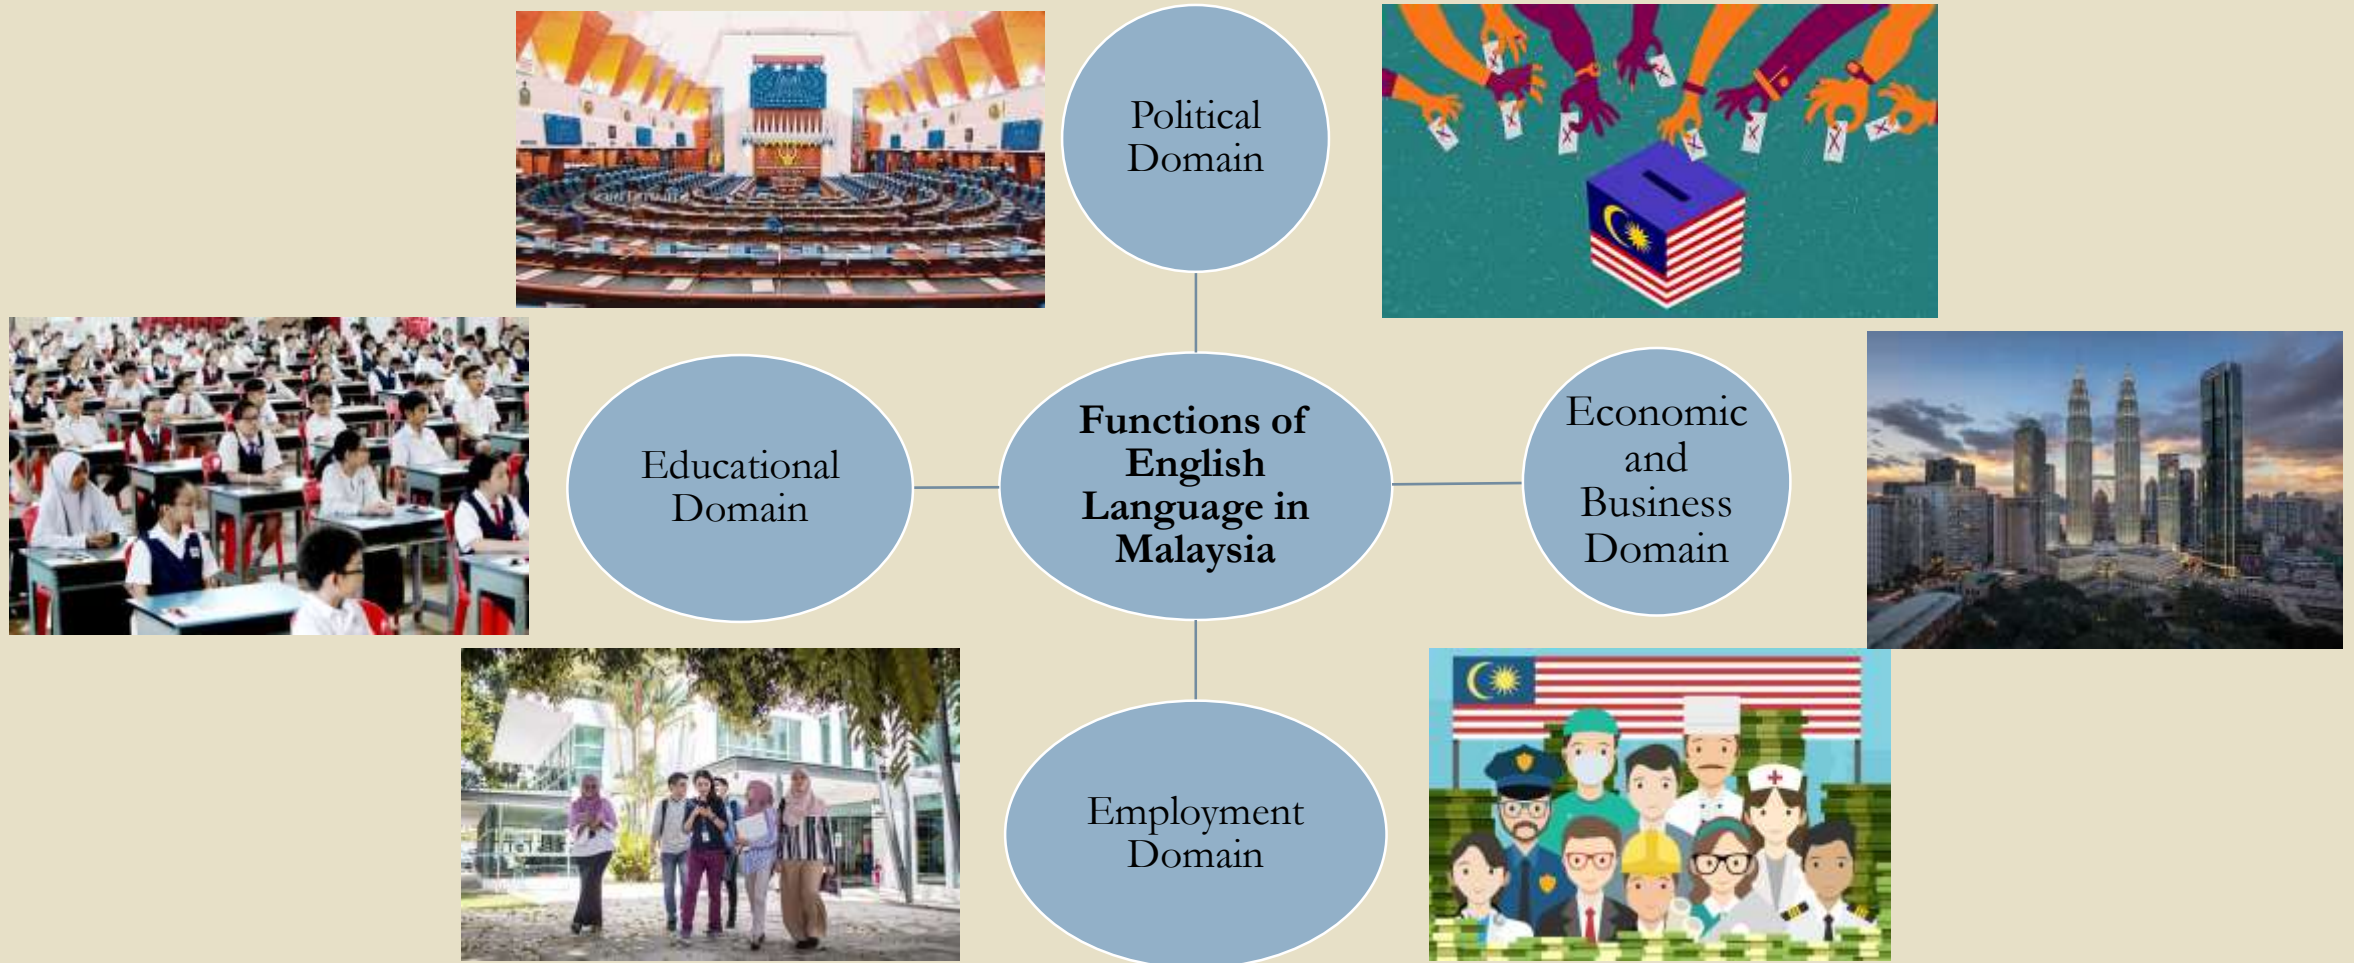 Political
Domain
Educational
Domain
Functions of
English
Language in
Malaysia
Economic
and
Business
Domain
Employment
Domain